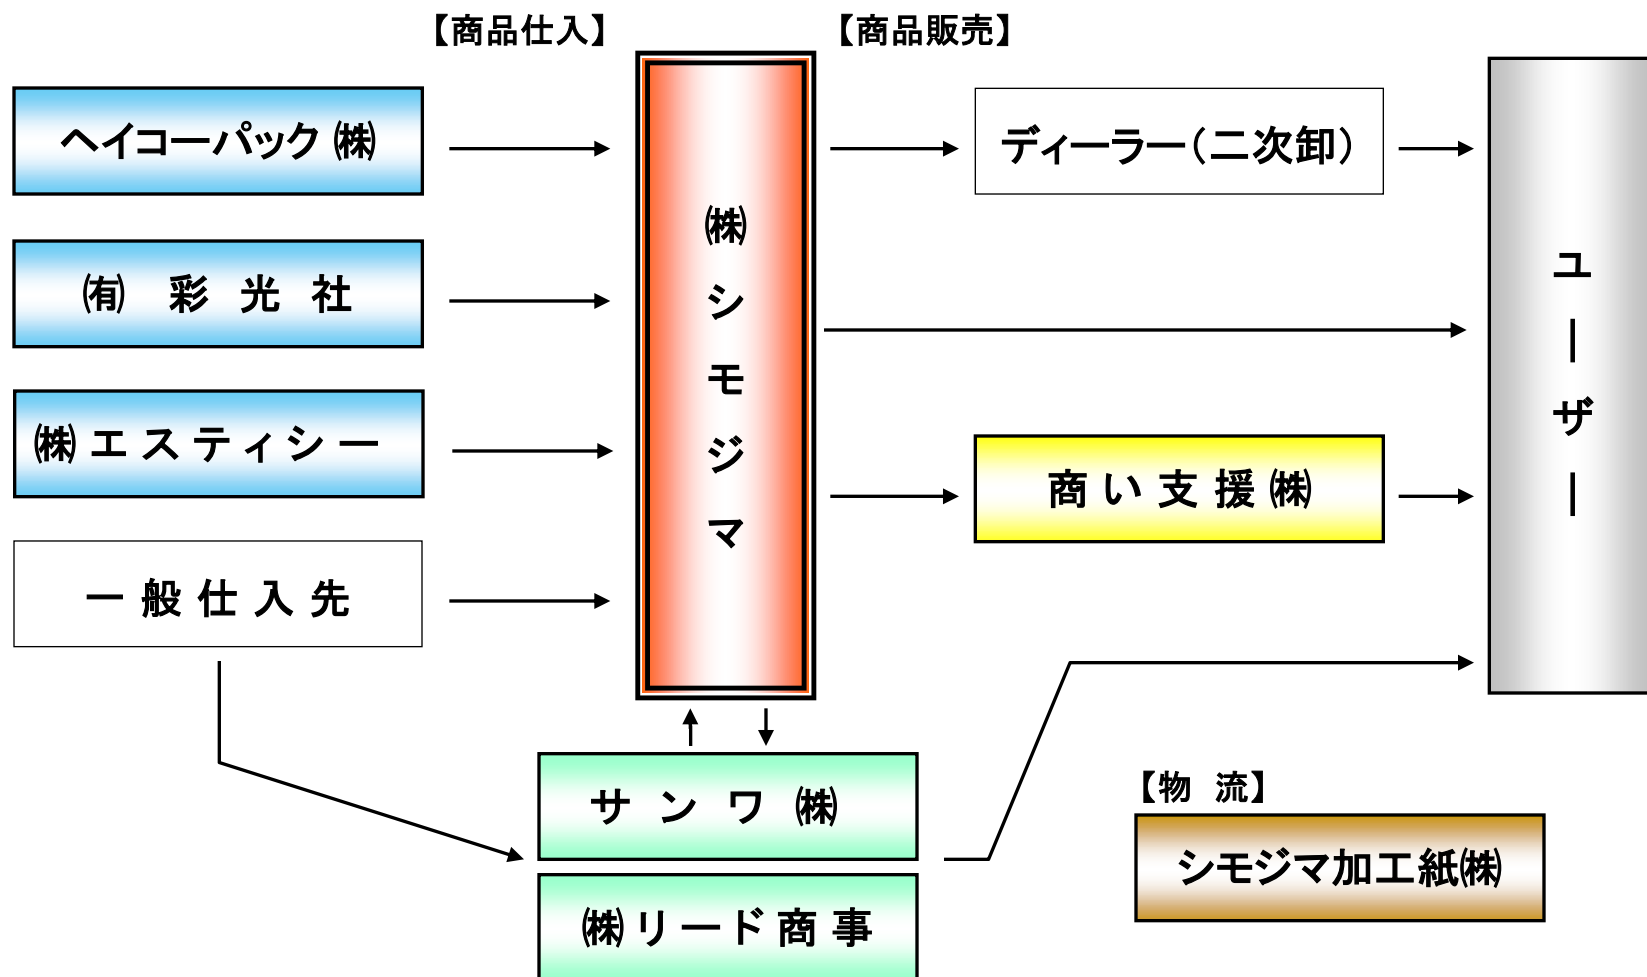 【商品仕入】
【商品販売】
ヘイコーパック㈱
㈲ 彩光社
㈱エスティシー
一般仕入先
㈱シモジマ
ディーラー(二次卸)
商い支援㈱
ユーザー
サンワ㈱
㈱リード商事
【物 流】
シモジマ加工紙㈱